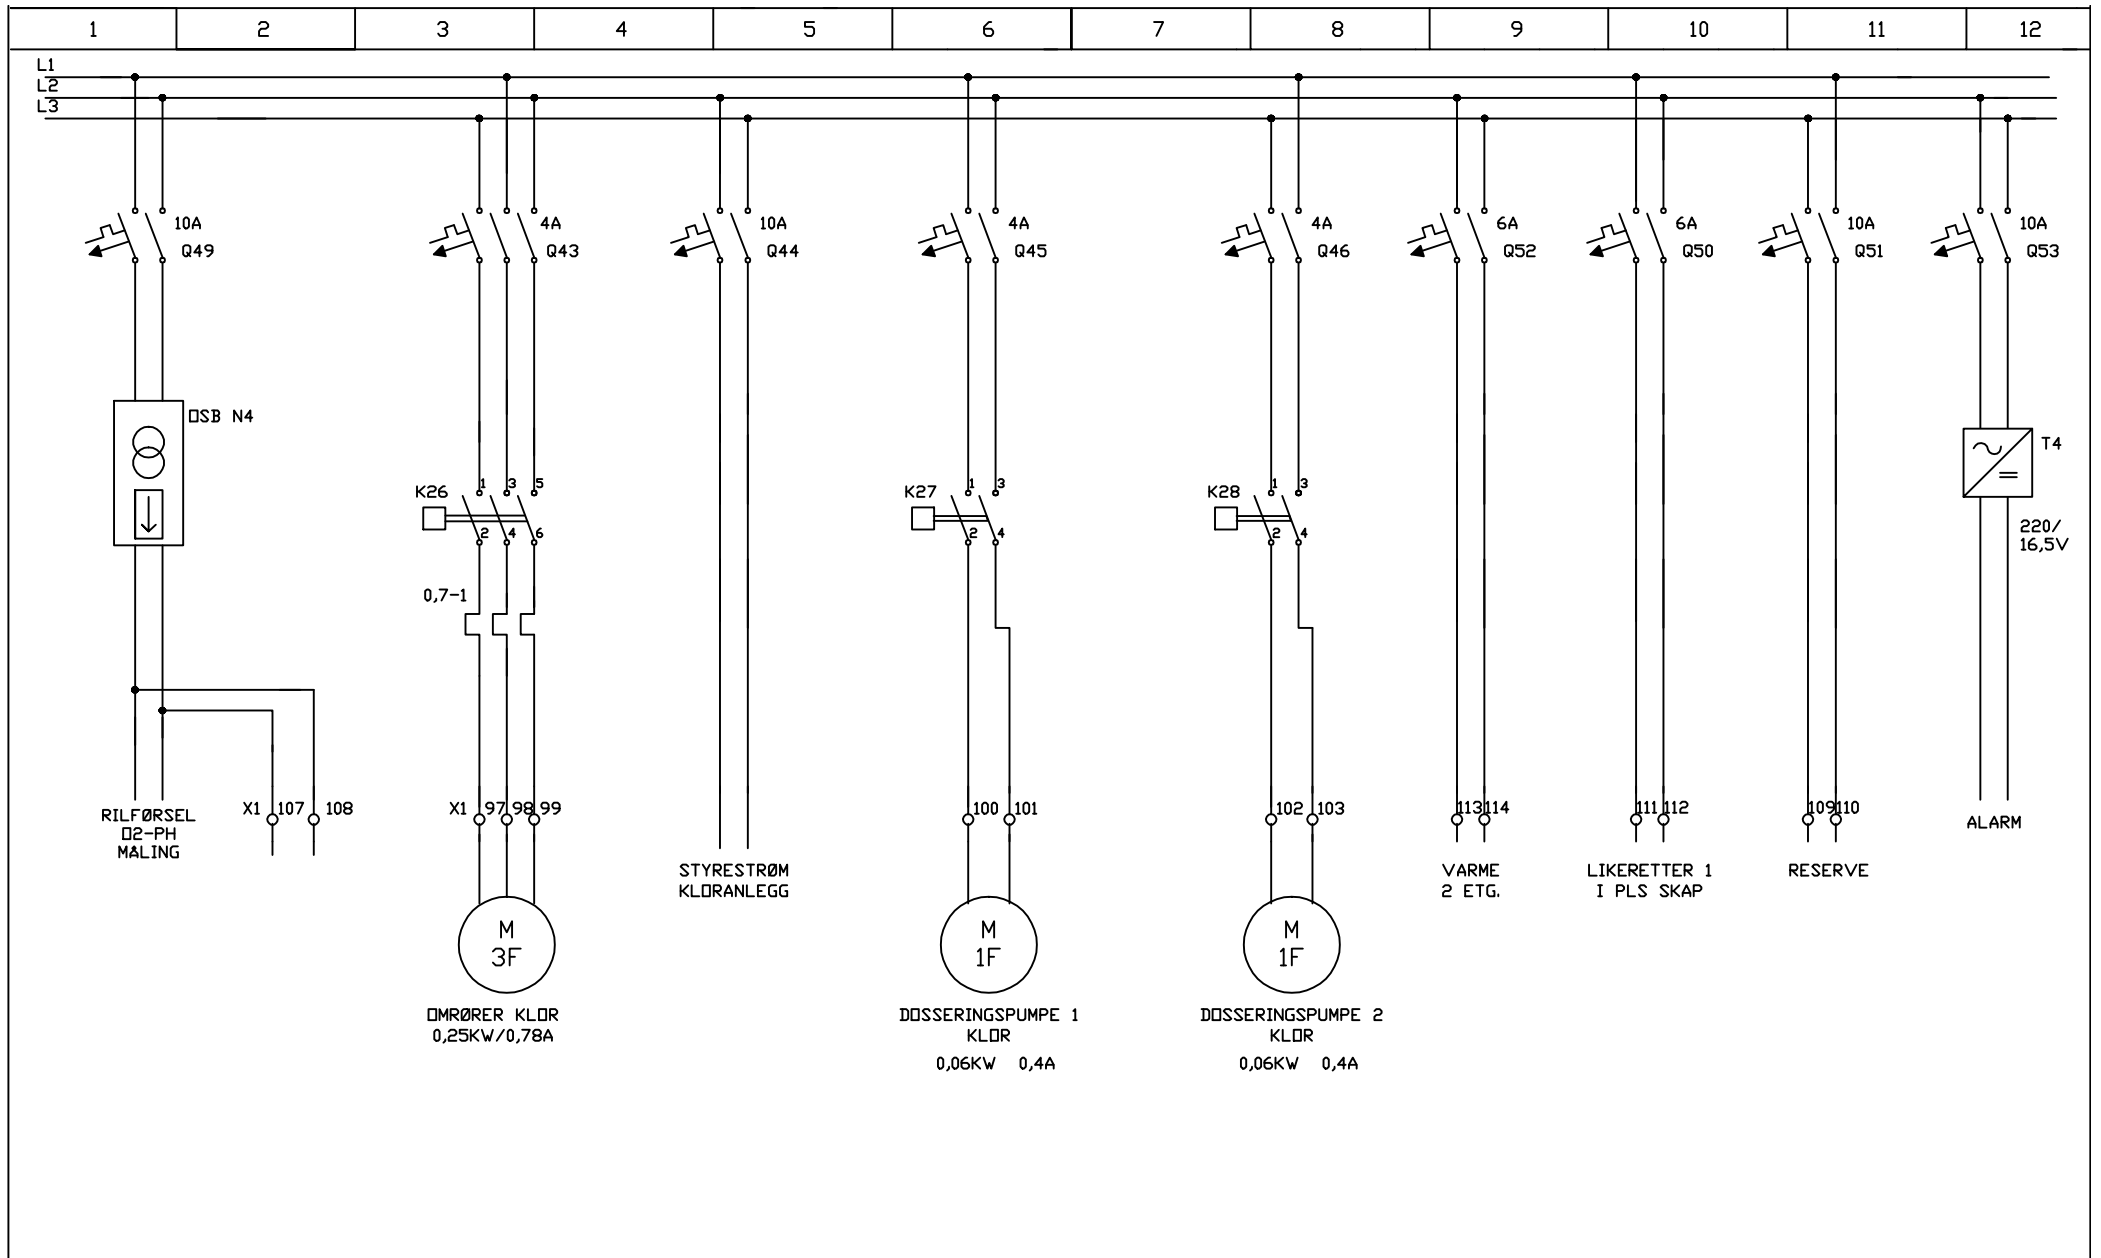 1 2 3 4 5 6 7 8 9 10 11 12
L1
L2
L3
10A 4A 10A 4A 4A 6A 6A 10A 10A
Q49 Q43 Q44 Q45 Q46 Q52 Q50 Q51 Q53
OSB N4
T4
K26 1 3 5
K27 1 3
K28 1 3
2 4 6
2 4
2 4
220/
16,5V
0,7-1
X1 107 108
X1 97 98 99
100 101
102 103
113 114
111 112
109 110
RILFØRSEL
O2-PH
MÅLING
ALARM
STYRESTRØM
KLORANLEGG
VARME
2 ETG.
LIKERETTER 1
I PLS SKAP
RESERVE
M
3F
M
1F
M
1F
OMRØRER KLOR
0,25KW/0,78A
DOSSERINGSPUMPE 1
KLOR
0,06KW 0,4A
DOSSERINGSPUMPE 2
KLOR
0,06KW 0,4A